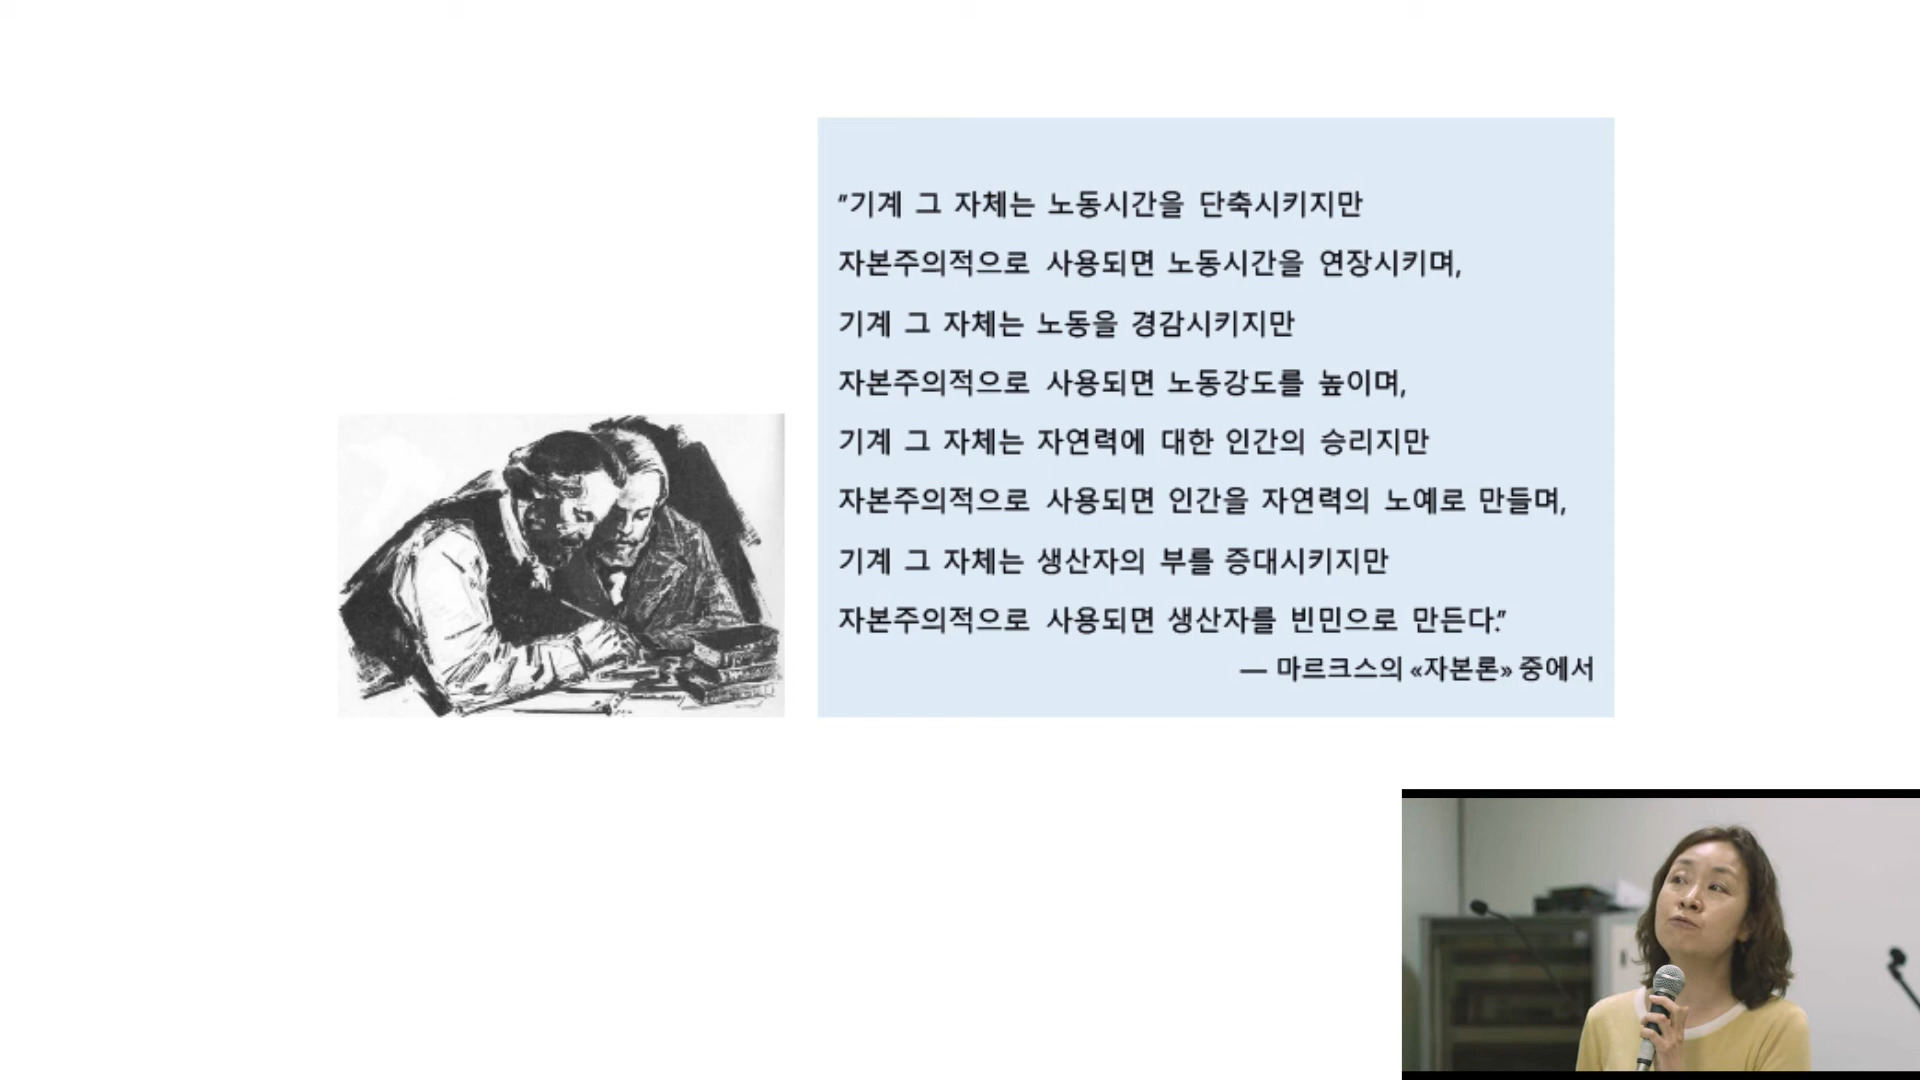 "기계 그 자체는 노동시간을 단축시키지만
자본주의적으로 사용되면 노동시간을 연장시키며,
기계 그 자체는 노동을 경감시키지만
자본주의적으로 사용되면 노동강도를 높이며,
기계 그 자체는 자연력에 대한 인간의 승리지만
자본주의적으로 사용되면 인간을 자연력의 노예로 만들며,
기계 그 자체는 생산자의 부를 증대시키지만
자본주의적으로 사용되면 생산자를 빈민으로 만든다."
— 마르크스의 «자본론» 중에서